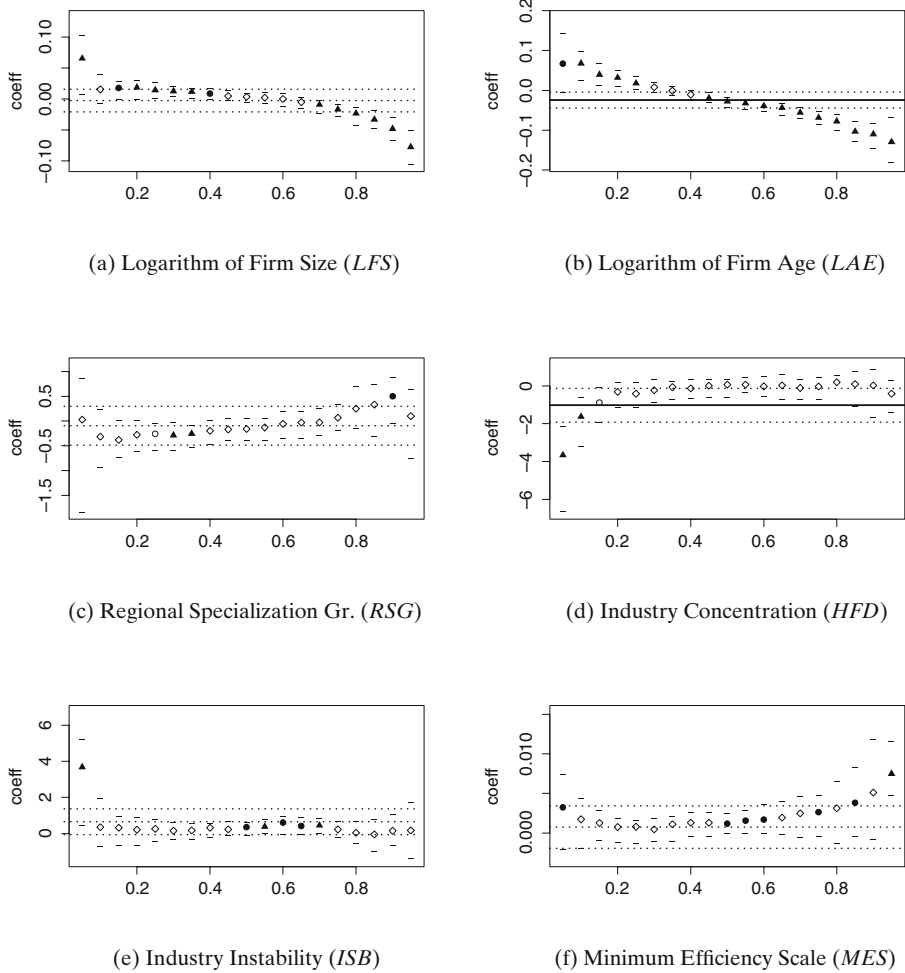 0.10
0.00
−0.10
coeff
0.2 0.4 0.6 0.8
(a) Logarithm of Firm Size (LFS)
0.2
0.1
0.0
−0.1
−0.2
coeff
0.2 0.4 0.6 0.8
(b) Logarithm of Firm Age (LAE)
0.5
−0.5
−1.5
coeff
0.2 0.4 0.6 0.8
(c) Regional Specialization Gr. (RSG)
0
−2
−4
−6
coeff
0.2 0.4 0.6 0.8
(d) Industry Concentration (HFD)
6
4
2
0
coeff
0.2 0.4 0.6 0.8
(e) Industry Instability (ISB)
0.010
0.000
coeff
0.2 0.4 0.6 0.8
(f) Minimum Efficiency Scale (MES)